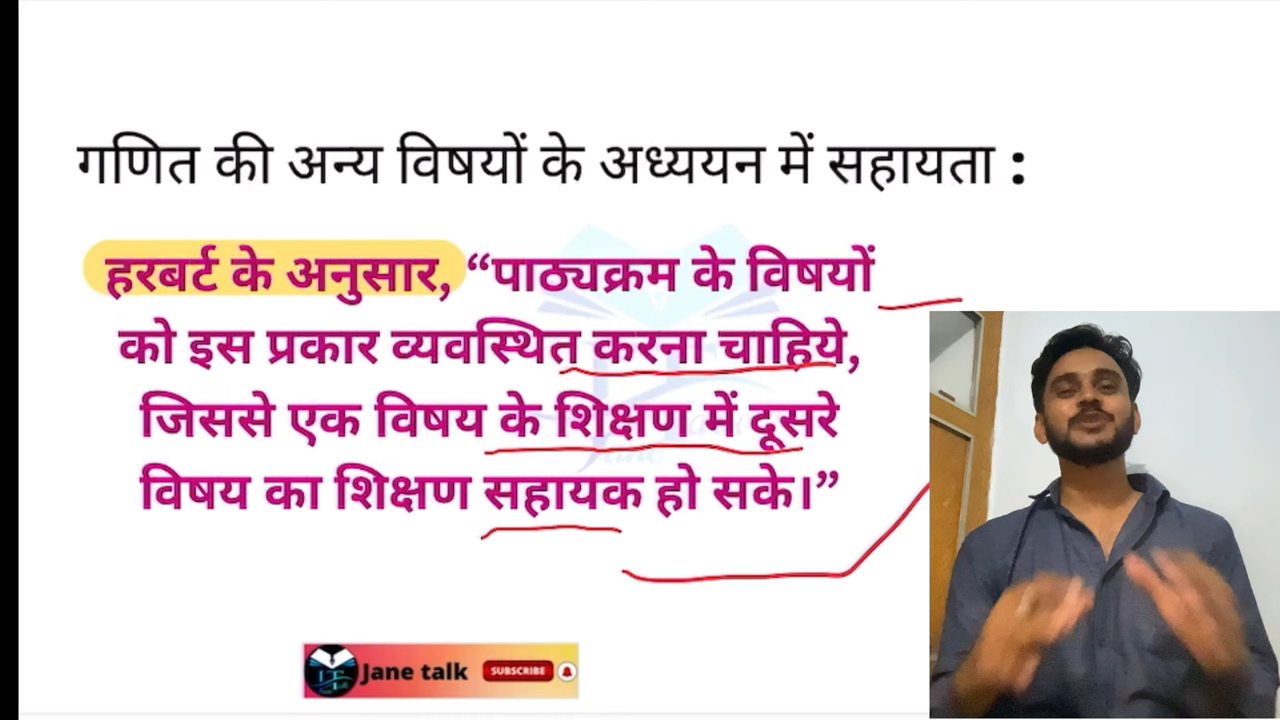 गणित की अन्य विषयों के अध्ययन में सहायता :
हरबर्ट के अनुसार, “पाठ्यक्रम के विषयों
को इस प्रकार व्यवस्थित करना चाहिये,
जिससे एक विषय के शिक्षण में दूसरे
विषय का शिक्षण सहायक हो सके।”
Jane talk SUBSCRIBE